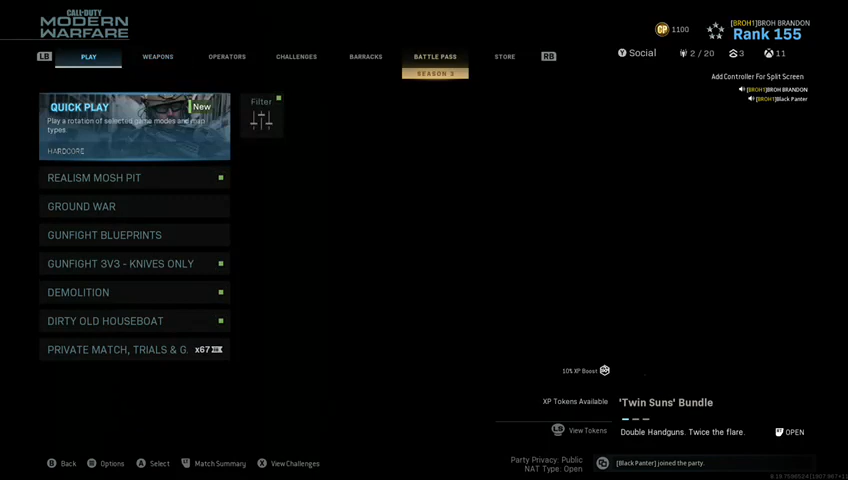 CALL·DUTY
MODERN
WARFARE
GP 1100
[BROH1]BROH BRANDON
Rank 155
LB PLAY WEAPONS OPERATORS CHALLENGES BARRACKS BATTLE PASS STORE RB
SEASON 3
Y Social 2 / 20 3 11
Add Controller For Split Screen
[BROH1]BROH BRANDON
[BROH1]Black Panter
QUICK PLAY New
Play a rotation of selected game modes and map
types.
HARDCORE
Filter
REALISM MOSH PIT
GROUND WAR
GUNFIGHT BLUEPRINTS
GUNFIGHT 3V3 - KNIVES ONLY
DEMOLITION
DIRTY OLD HOUSEBOAT
PRIVATE MATCH, TRIALS & G. x67
10% XP Boost
XP Tokens Available
View Tokens
'Twin Suns' Bundle
Double Handguns. Twice the flare.
OPEN
B Back Options A Select Match Summary X View Challenges
Party Privacy: Public
NAT Type: Open
[Black Panter] joined the party.